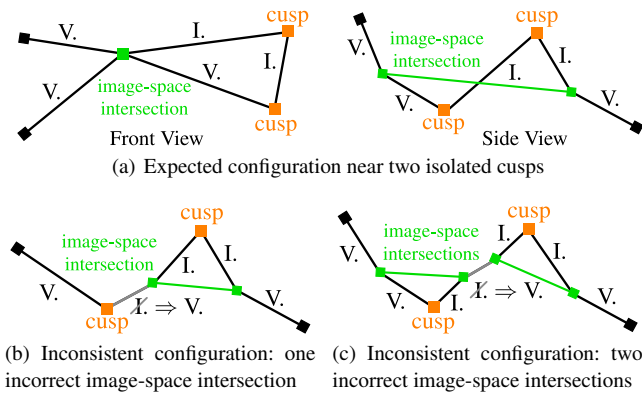 cusp
V.
I.
I.
V.
V.
image-space
intersection
cusp
Front View
cusp
V.
image-space
intersection
I.
I.
V.
cusp
V.
Side View
(a) Expected configuration near two isolated cusps
cusp
image-space
intersection
I.
I.
V.
cusp
I. ⇒ V.
V.
(b) Inconsistent configuration: one
incorrect image-space intersection
cusp
image-space
intersections
V.
I.
I.
V.
I.
I. ⇒ V.
cusp
V.
(c) Inconsistent configuration: two
incorrect image-space intersections